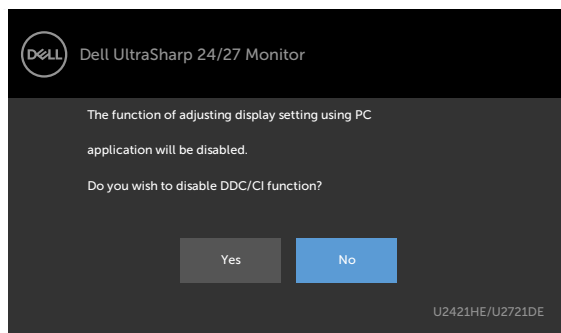 DELL
Dell UltraSharp 24/27 Monitor
The function of adjusting display setting using PC
application will be disabled.
Do you wish to disable DDC/CI function?
Yes
No
U2421HE/U2721DE